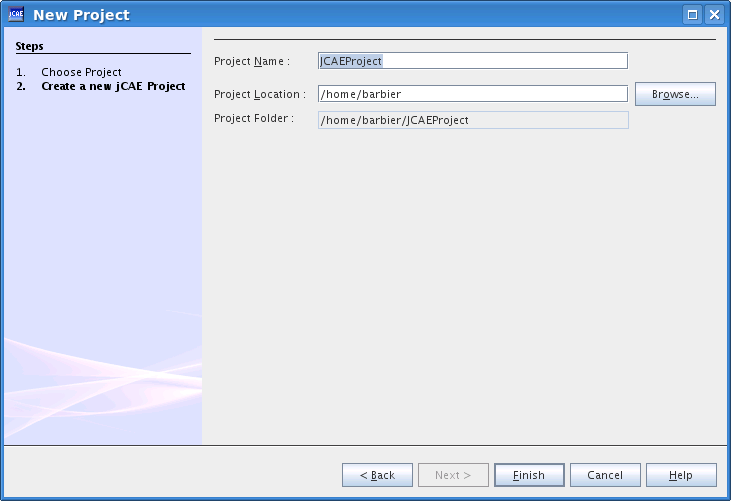 JCAE New Project
Steps
1. Choose Project
2. Create a new jCAE Project
Project Name : JCAEProject
Project Location : /home/barbier Browse...
Project Folder : /home/barbier/JCAEProject
< Back Next > Finish Cancel Help